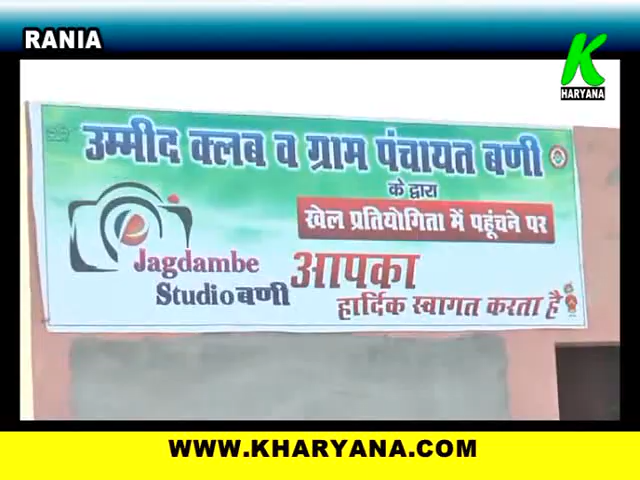 RANIA
K
HARYANA
उम्मीद क्लब व ग्राम पंचायत बणी
के द्वारा
खेल प्रतियोगिता में पहूंचने पर
Jagdambe
Studio बणी
आपका
हार्दिक स्वागत करता है
WWW.KHARYANA.COM